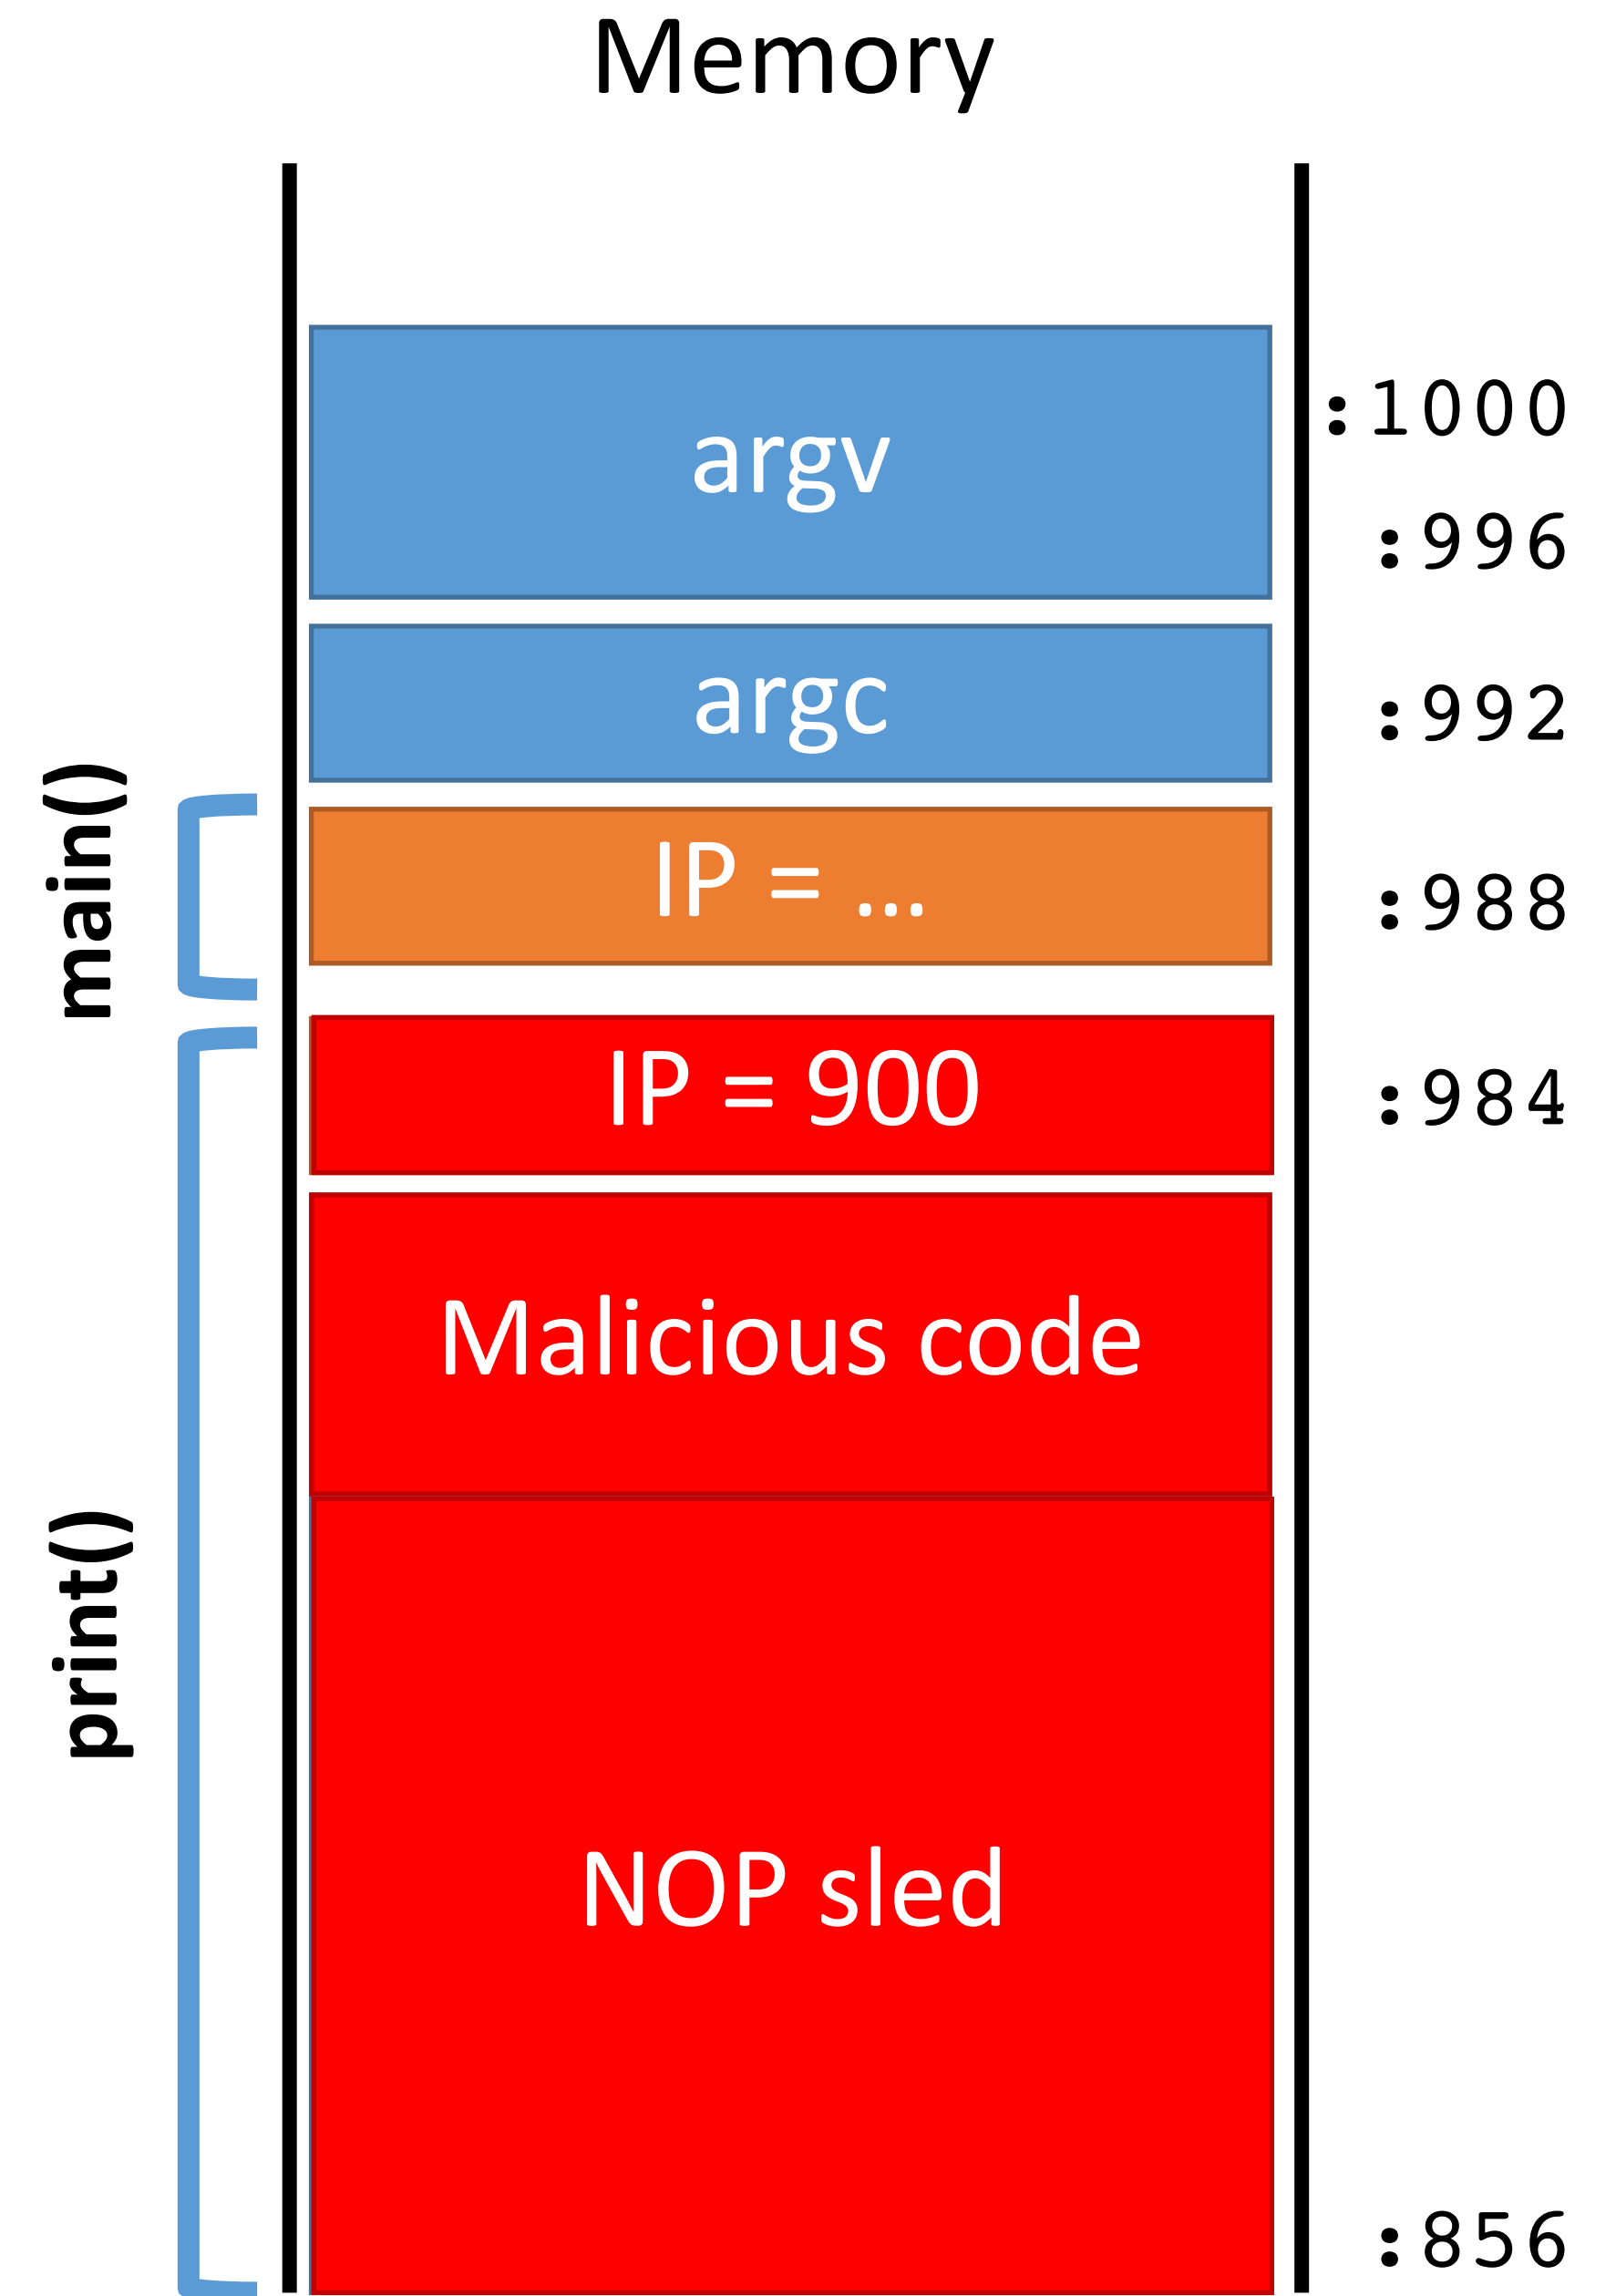 Memory
argv
:1000
:996
argc
:992
main()
IP = ...
:988
IP = 900
:984
Malicious code
print()
NOP sled
:856